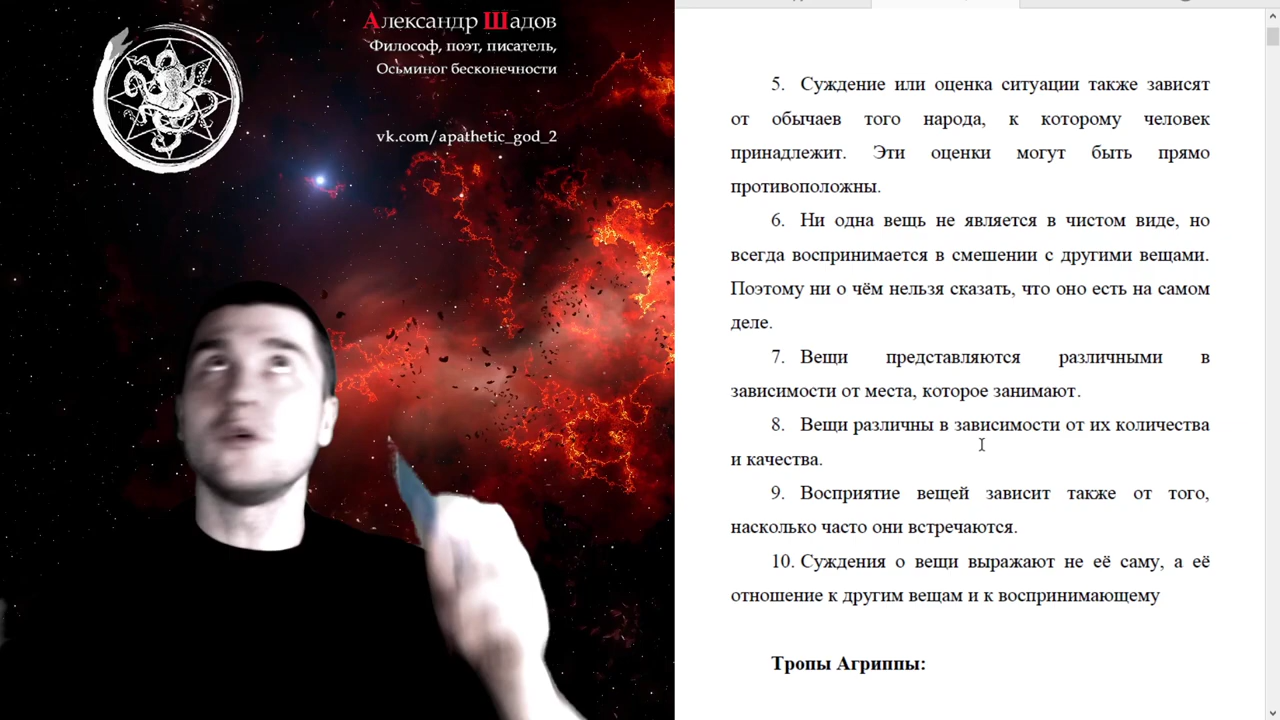 Александр Шадов
Философ, поэт, писатель,
Осьминог бесконечности
vk.com/apathetic_god_2
5. Суждение или оценка ситуации также зависят
от обычаев того народа, к которому человек
принадлежит. Эти оценки могут быть прямо
противоположны.
6. Ни одна вещь не является в чистом виде, но
всегда воспринимается в смешении с другими вещами.
Поэтому ни о чём нельзя сказать, что оно есть на самом
деле.
7. Вещи представляются различными в
зависимости от места, которое занимают.
8. Вещи различны в зависимости от их количества
и качества.
9. Восприятие вещей зависит также от того,
насколько часто они встречаются.
10. Суждения о вещи выражают не её саму, а её
отношение к другим вещам и к воспринимающему
Тропы Агриппы: